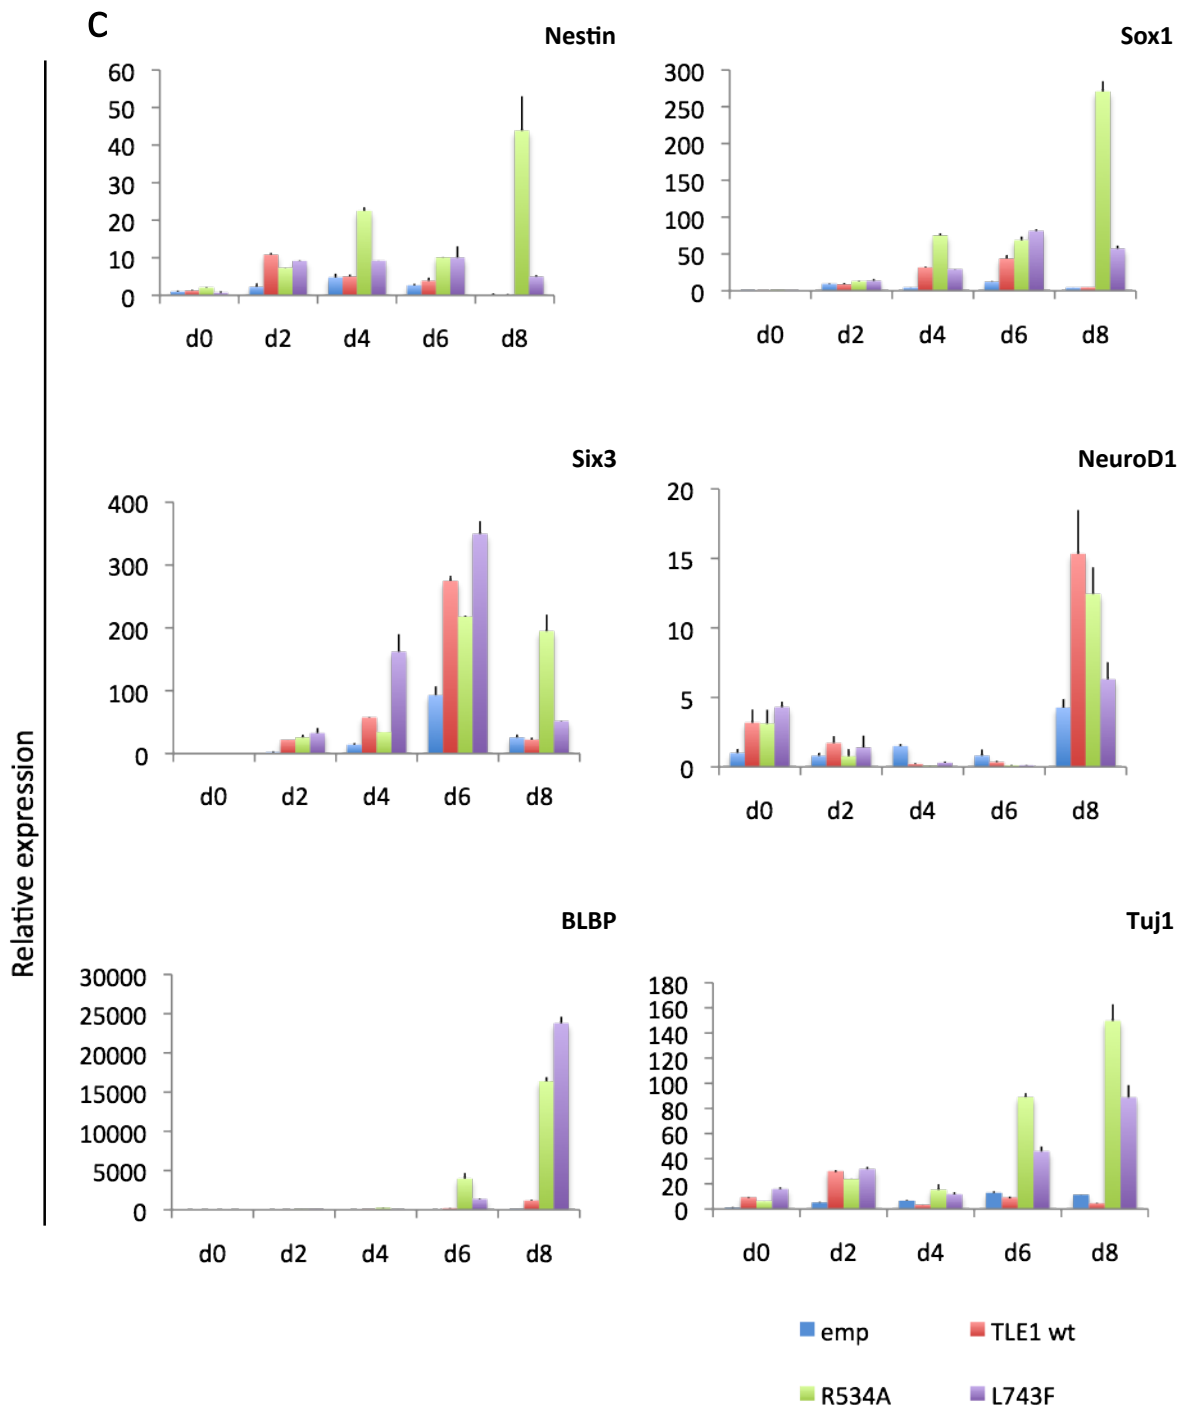 C
Nestin
60
50
40
30
20
10
0
d0 d2 d4 d6 d8
Sox1
300
250
200
150
100
50
0
d0 d2 d4 d6 d8
Six3
400
300
200
100
0
d0 d2 d4 d6 d8
NeuroD1
20
15
10
5
0
d0 d2 d4 d6 d8
BLBP
30000
25000
20000
15000
10000
5000
0
d0 d2 d4 d6 d8
Tuj1
180
160
140
120
100
80
60
40
20
0
d0 d2 d4 d6 d8
Relative expression
emp TLE1 wt
R534A L743F